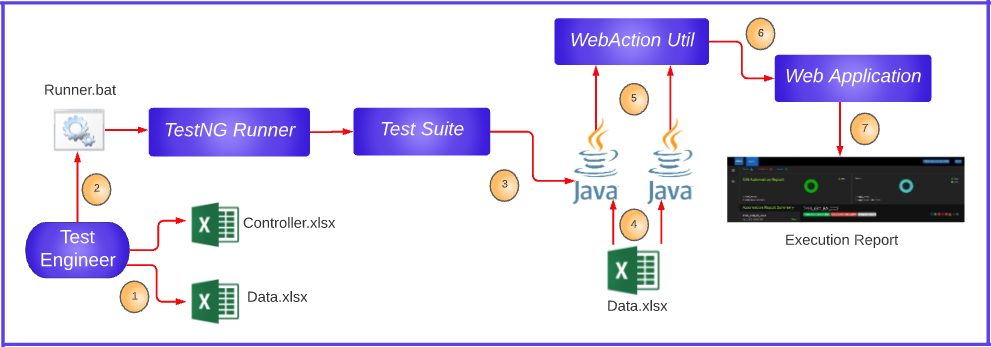 6
WebAction Util
Web Application
Runner.bat
TestNG Runner
Test Suite
5
7
2
3
Java
Java
4
Controller.xlsx
Test
Engineer
Execution Report
1
Data.xlsx
Data.xlsx